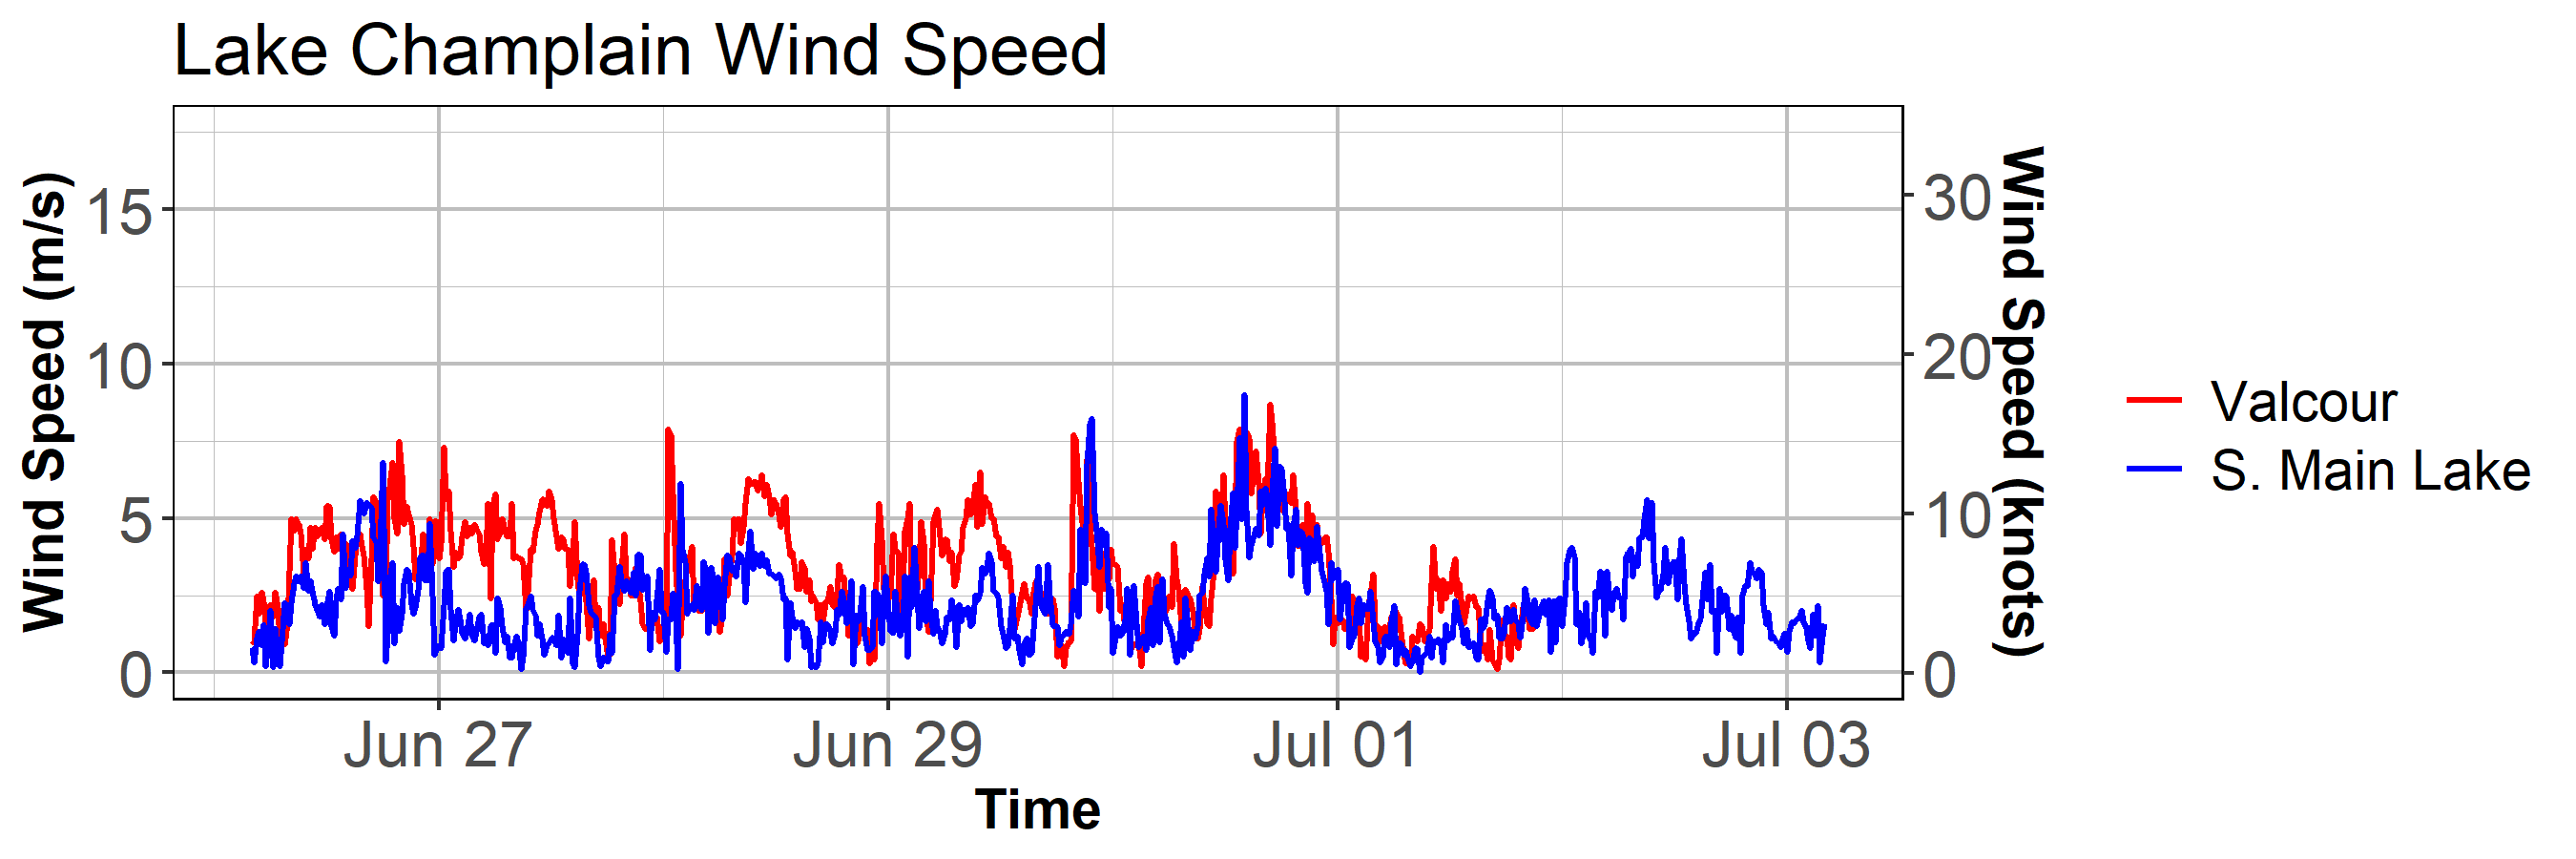 Lake Champlain Wind Speed
Wind Speed (m/s)
15
10
5
0
30
20
10
0
Wind Speed (knots)
Jun 27
Jun 29
Jul 01
Jul 03
Time
Valcour
S. Main Lake